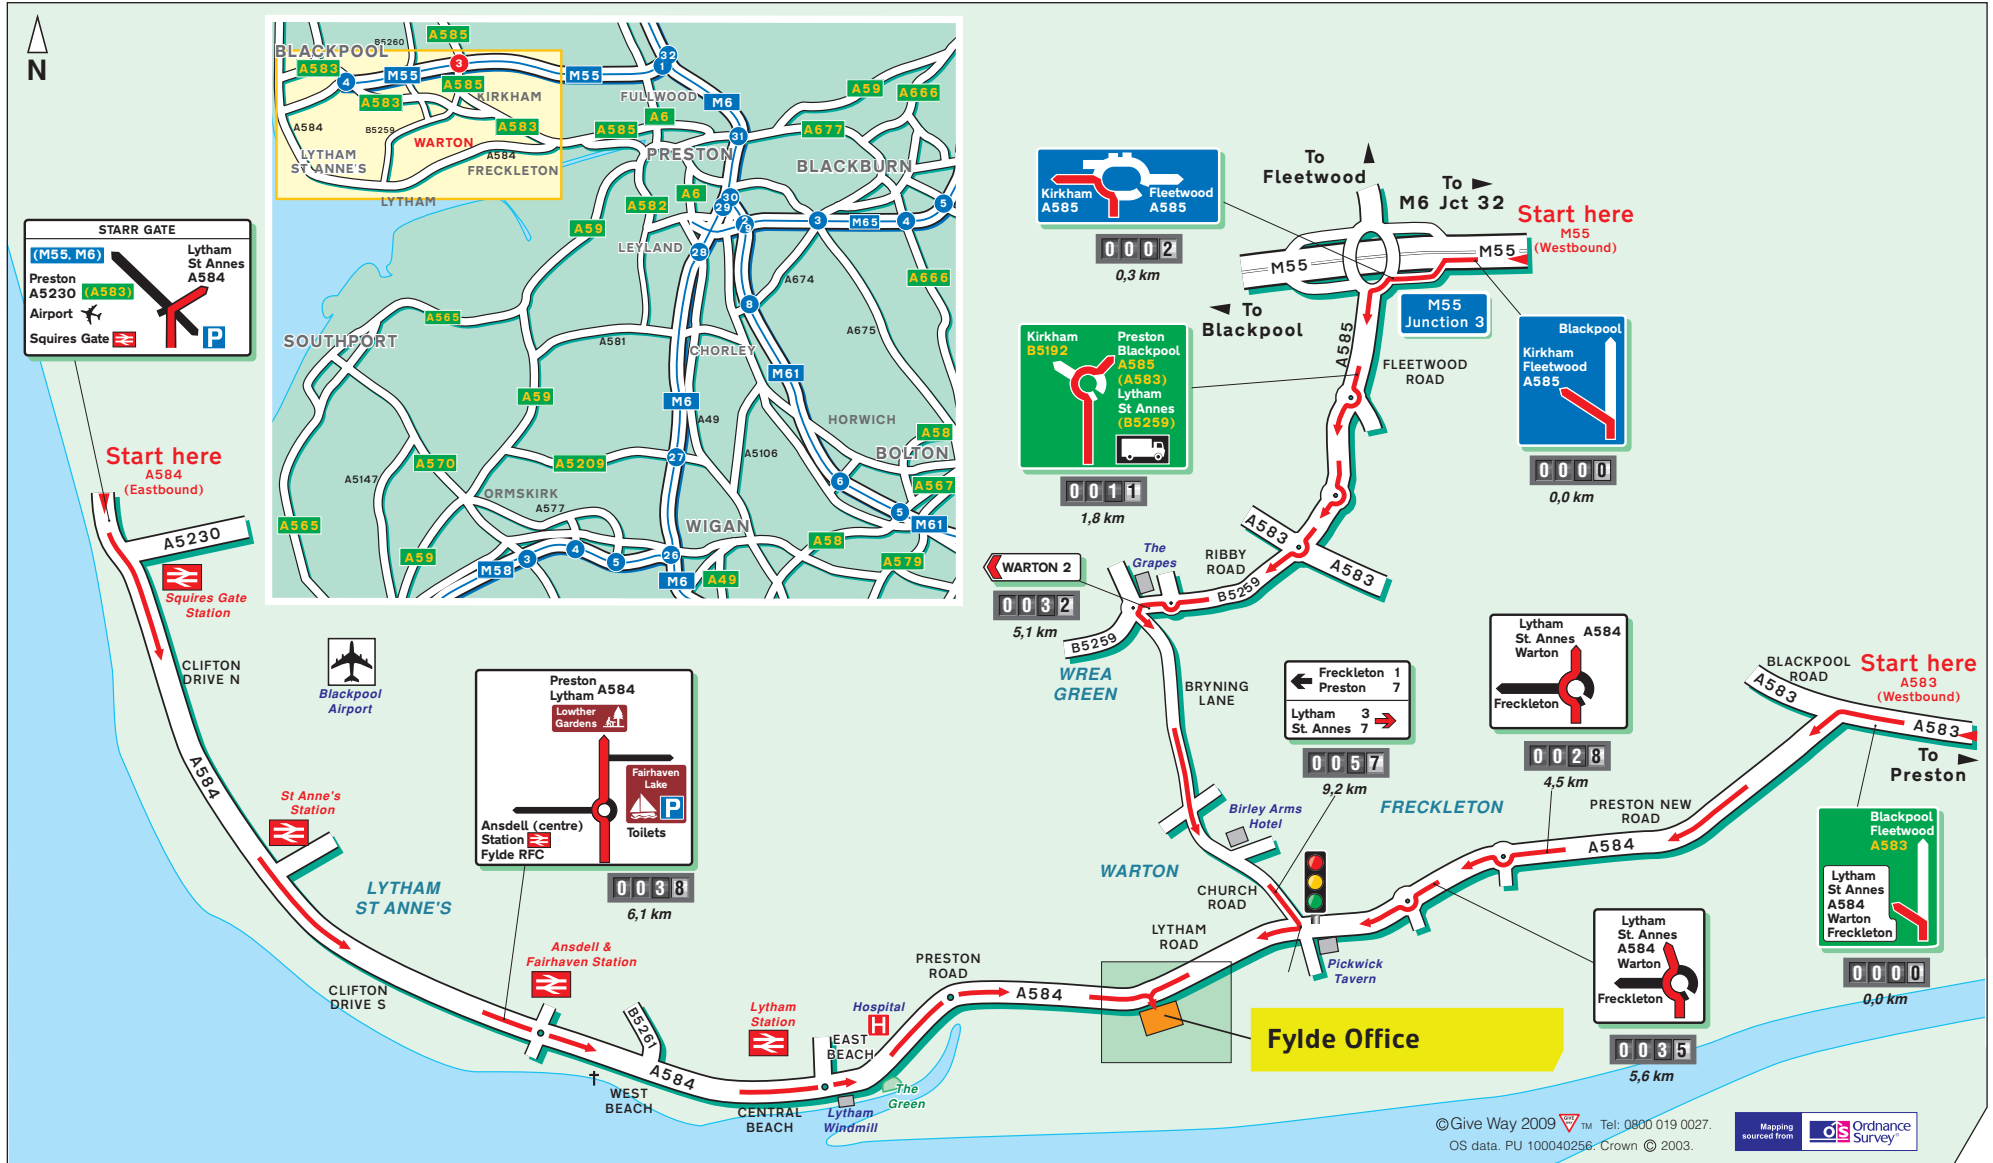 N
BLACKPOOL
B5260
A585
A583
4
M55
3
A585
M55
32
1
KIRKHAM
A583
A584
B5259
A583
WARTON
A584
LYTHAM
ST ANNE'S
FRECKLETON
LYTHAM
FULLWOOD
M6
A6
A585
31
A59
A666
A677
PRESTON
BLACKBURN
A6
A582
30
29
2
9
3
M65
4
5
A59
LEYLAND
28
A674
A666
8
A565
SOUTHPORT
A581
CHORLEY
A675
M61
A59
M6
A49
HORWICH
A58
BOLTON
A570
A5209
27
A5106
A5147
ORMSKIRK
A577
6
A567
5
M61
A565
WIGAN
A58
A59
3
4
5
26
M58
M6
A49
A579
STARR GATE
(M55, M6)
Lytham
St Annes
A584
Preston
A5230 (A583)
Airport
Squires Gate
P
Start here
A584
(Eastbound)
A5230
Squires Gate
Station
CLIFTON
DRIVE N
Blackpool
Airport
A584
St Anne's
Station
LYTHAM
ST ANNE'S
Preston
Lytham A584
Lowther
Gardens
Fairhaven
Lake
P
Toilets
Ansdell (centre)
Station
Fylde RFC
0038
6,1 km
Ansdell &
Fairhaven Station
CLIFTON
DRIVE S
B5261
A584
WEST
BEACH
Lytham
Station
CENTRAL
BEACH
Hospital
H
EAST
BEACH
Lytham
Windmill
The
Green
PRESTON
ROAD
A584
Kirkham
A585
Fleetwood
A585
0002
0,3 km
To
Fleetwood
To
M6 Jct 32
Start here
M55
(Westbound)
M55
M55
To
Blackpool
M55
Junction 3
Blackpool
Kirkham
Fleetwood
A585
0000
0,0 km
A585
FLEETWOOD
ROAD
Kirkham
B5192
Preston
Blackpool
A585
(A583)
Lytham
St Annes
(B5259)
0011
1,8 km
A583
A583
RIBBY
ROAD
B5259
The
Grapes
WARTON 2
0032
5,1 km
B5259
WREA
GREEN
BRYNING
LANE
Freckleton 1
Preston 7
Lytham 3
St. Annes 7
0057
9,2 km
Birley Arms
Hotel
WARTON
CHURCH
ROAD
LYTHAM
ROAD
Pickwick
Tavern
Lytham
St. Annes
Warton
A584
Freckleton
0028
4,5 km
FRECKLETON
PRESTON NEW
ROAD
A584
BLACKPOOL
ROAD
A583
Start here
A583
(Westbound)
A583
To
Preston
Blackpool
Fleetwood
A583
Lytham
St Annes
A584
Warton
Freckleton
0000
0,0 km
Lytham
St. Annes
A584
Warton
Freckleton
0035
5,6 km
Fylde Office
© Give Way 2009 GIVE WAY TM Tel: 0800 019 0027.
OS data. PU 100040256. Crown © 2003.
Mapping
sourced from
OS Ordnance
Survey®